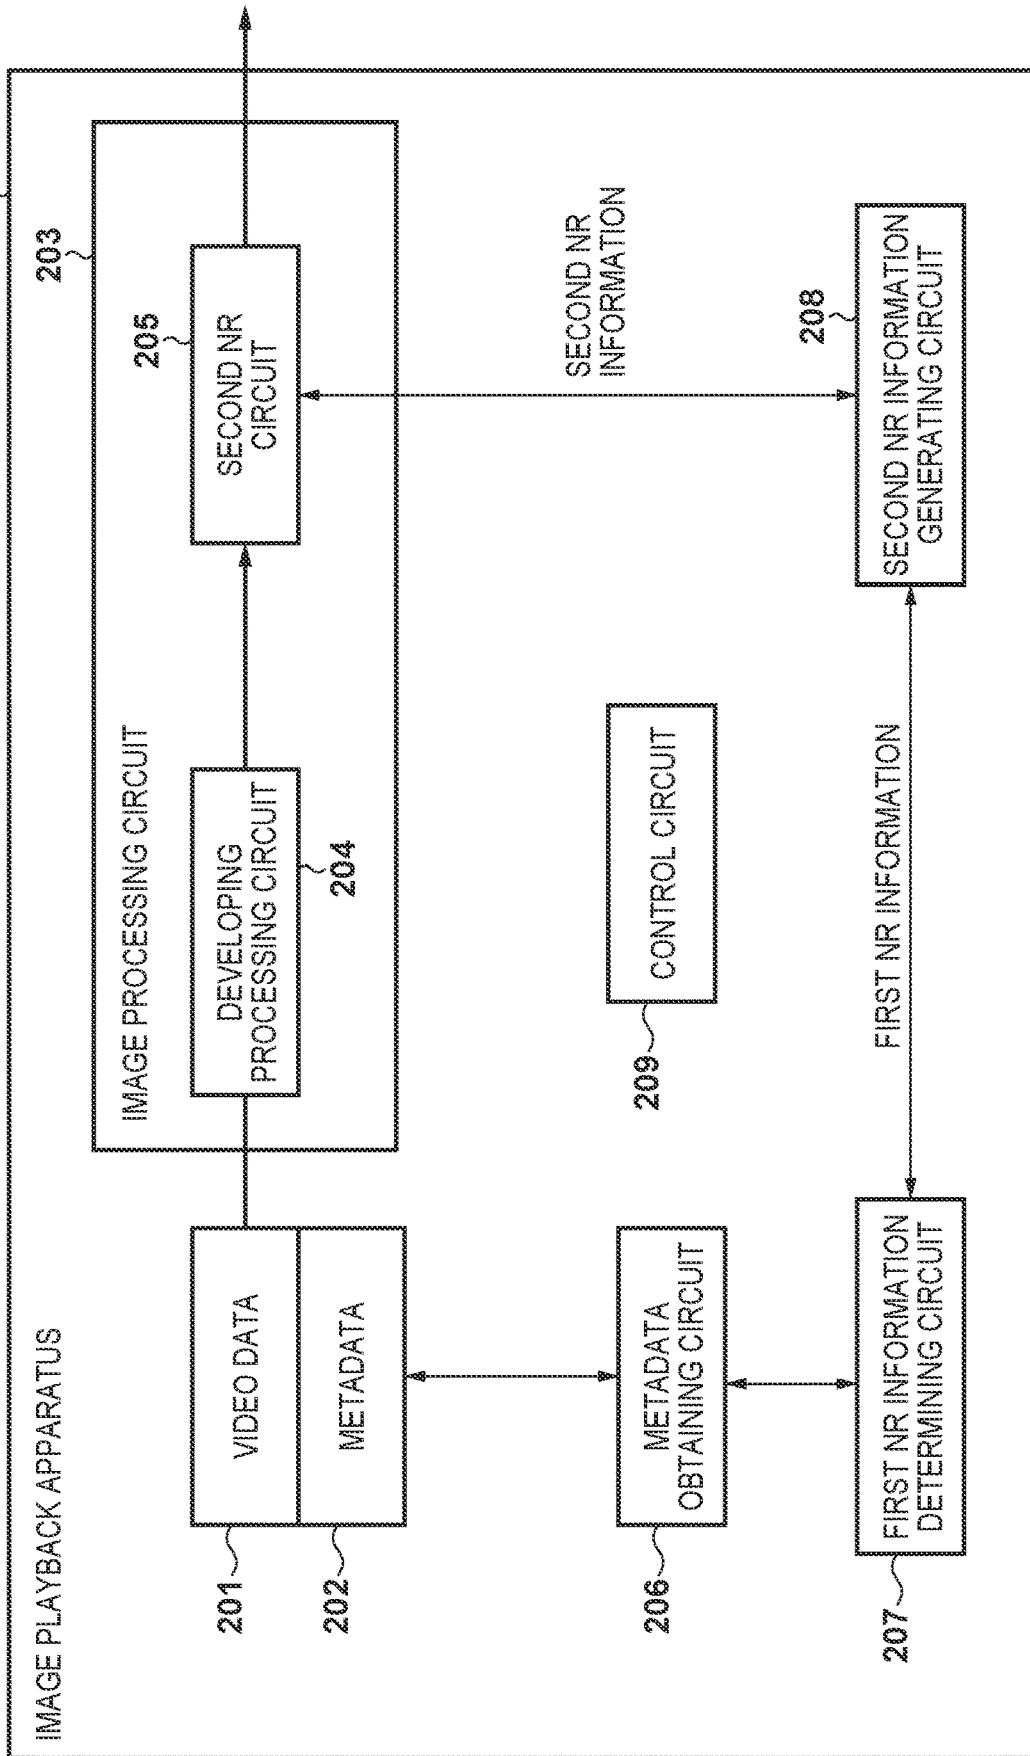 IMAGE PLAYBACK APPARATUS
203
IMAGE PROCESSING CIRCUIT
201
VIDEO DATA
DEVELOPING
PROCESSING CIRCUIT
204
205
SECOND NR
CIRCUIT
202
METADATA
SECOND NR
INFORMATION
206
METADATA
OBTAINING CIRCUIT
209
CONTROL CIRCUIT
207
FIRST NR INFORMATION
DETERMINING CIRCUIT
FIRST NR INFORMATION
208
SECOND NR INFORMATION
GENERATING CIRCUIT